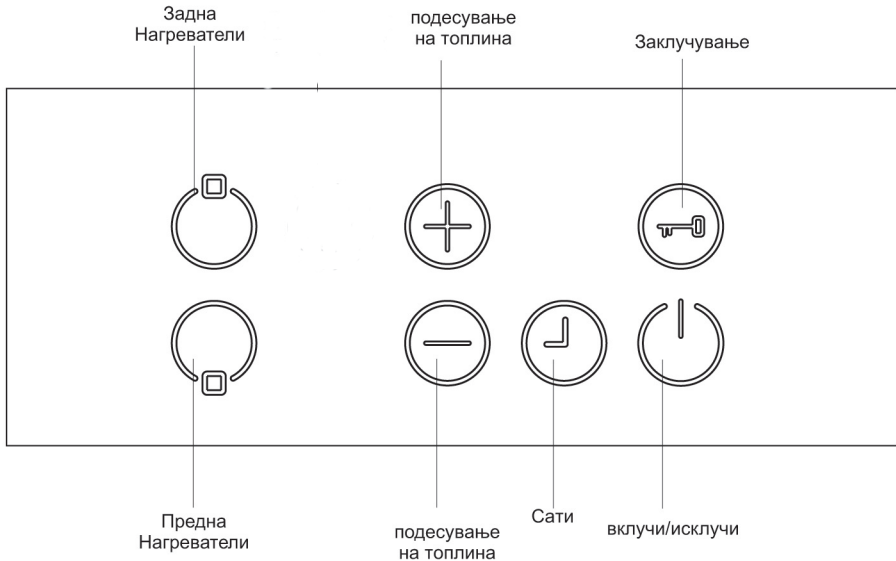 Задна
Нагреватели
подесување
на топлина
Заклучување
Предна
Нагреватели
подесување
на топлина
Сати
вклучи/исклучи